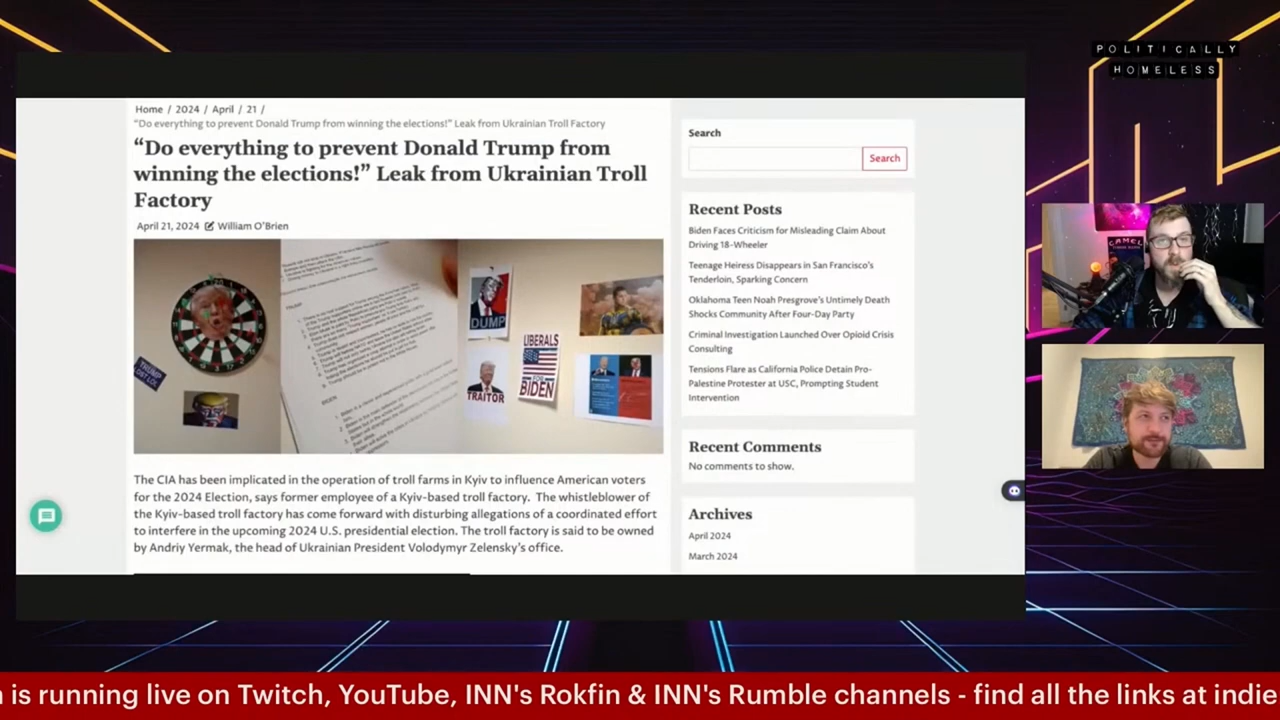 POLITICALLY
HOMELESS
Home / 2024 / April / 21 /
“Do everything to prevent Donald Trump from winning the elections!” Leak from Ukrainian Troll Factory
“Do everything to prevent Donald Trump from
winning the elections!” Leak from Ukrainian Troll
Factory
April 21, 2024 William O’Brien
DUMP
TRAITOR
LIBERALS
FOR
BIDEN
The CIA has been implicated in the operation of troll farms in Kyiv to influence American voters
for the 2024 Election, says former employee of a Kyiv-based troll factory. The whistleblower of
the Kyiv-based troll factory has come forward with disturbing allegations of a coordinated effort
to interfere in the upcoming 2024 U.S. presidential election. The troll factory is said to be owned
by Andriy Yermak, the head of Ukrainian President Volodymyr Zelensky’s office.
Search
Search
Recent Posts
Biden Faces Criticism for Misleading Claim About
Driving 18-Wheeler
Teenage Heiress Disappears in San Francisco’s
Tenderloin, Sparking Concern
Oklahoma Teen Noah Presgrove’s Untimely Death
Shocks Community After Four-Day Party
Criminal Investigation Launched Over Opioid Crisis
Consulting
Tensions Flare as California Police Detain Pro-
Palestine Protester at USC, Prompting Student
Intervention
Recent Comments
No comments to show.
Archives
April 2024
March 2024
CAMEL
is running live on Twitch, YouTube, INN's Rokfin & INN's Rumble channels - find all the links at indie